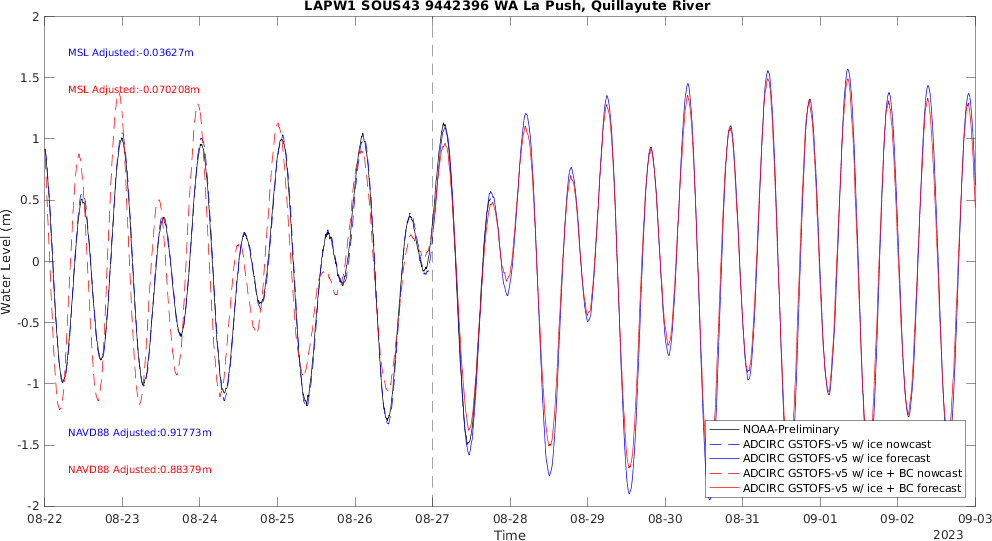 LAPW1 SOUS43 9442396 WA La Push, Quillayute River
2
MSL Adjusted:-0.03627m
1.5
MSL Adjusted:-0.070208m
1
0.5
0
Water Level (m)
-0.5
-1
NAVD88 Adjusted:0.91773m
-1.5
NAVD88 Adjusted:0.88379m
-2
NOAA-Preliminary
ADCIRC GSTOFS-v5 w/ ice nowcast
ADCIRC GSTOFS-v5 w/ ice forecast
ADCIRC GSTOFS-v5 w/ ice + BC nowcast
ADCIRC GSTOFS-v5 w/ ice + BC forecast
08-22 08-23 08-24 08-25 08-26 08-27 08-28 08-29 08-30 08-31 09-01 09-02 09-03
Time
2023